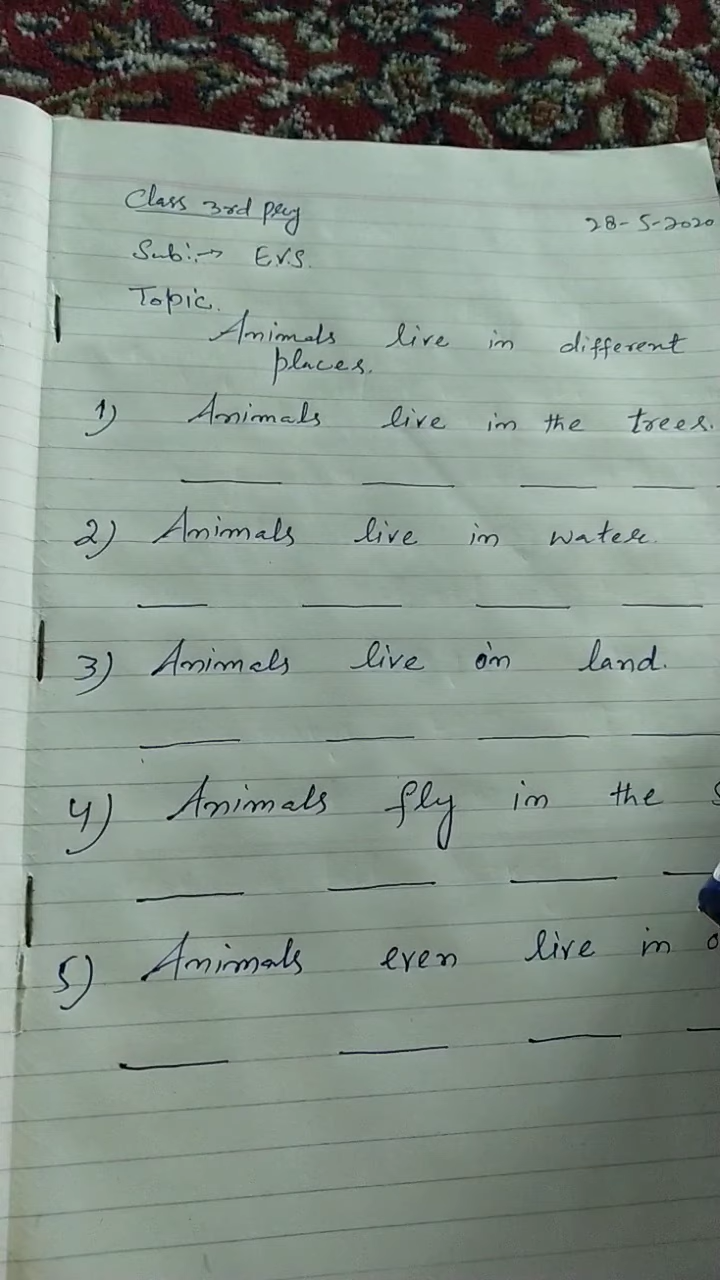 Class 3rd
28-5-2020
Sub:→ E.V.S.
Topic.
Animals live in different
places.
1) Animals live in the trees.
2) Animals live in water.
3) Animals live on land.
4) Animals fly in the
5) Animals even live in